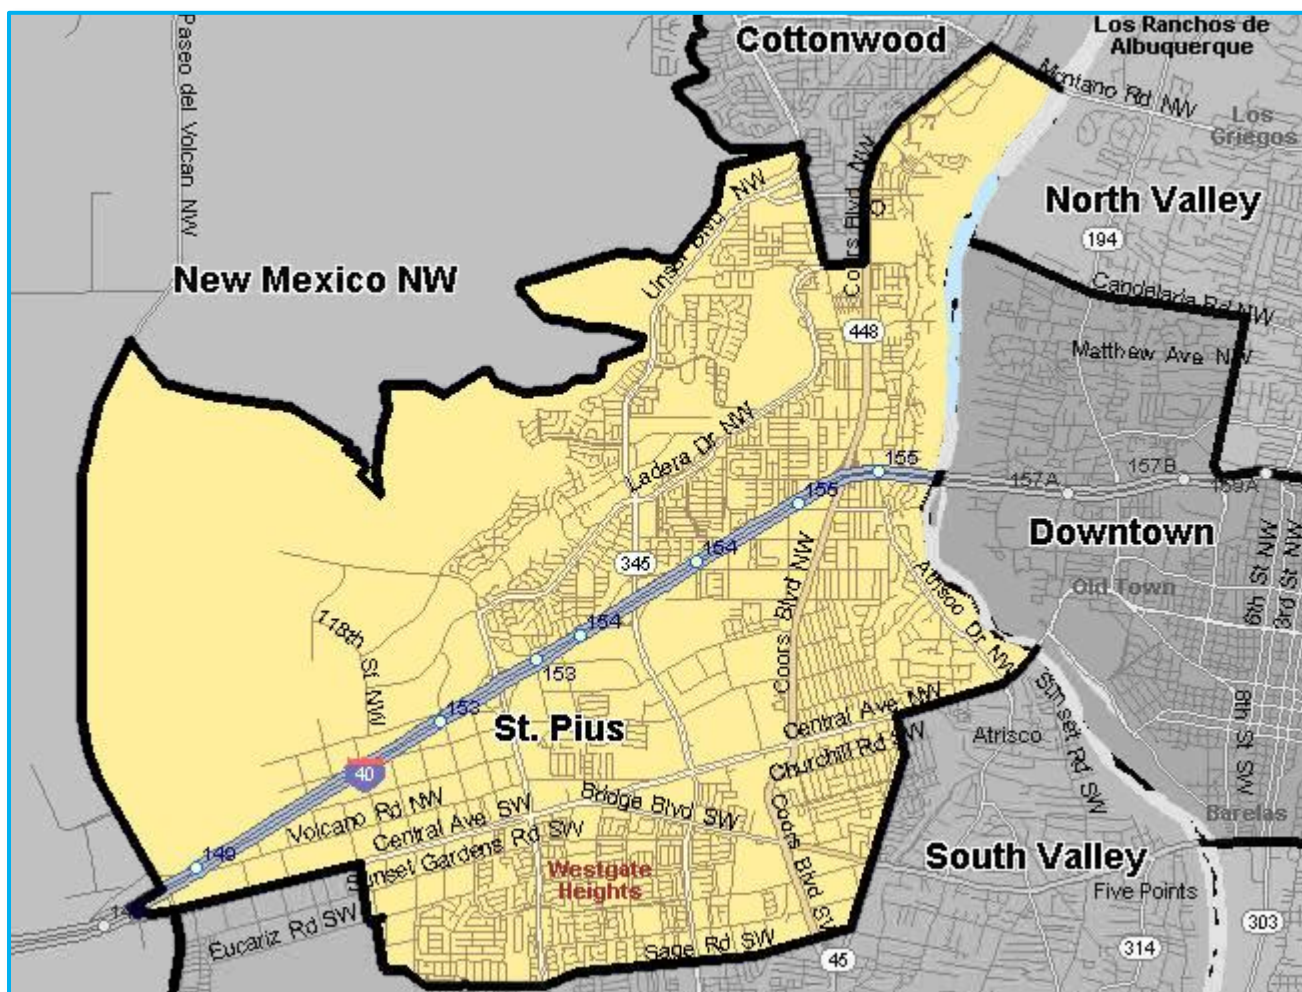 Los Ranchos de
Albuquerque
Cottonwood
Paseo del Volcan NW
Montano Rd NW
Los
Griegos
Unser Blvd NW
Coors Blvd NW
North Valley
194
New Mexico NW
Candelaria Rd NW
448
Matthew Ave NW
Ladera Dr NW
155
157A
157B
159A
155
Downtown
154
345
Atrisco Dr NW
Old Town
4th St NW
3rd St NW
118th St NW
154
Coors Blvd NW
153
153
St. Pius
Central Ave NW
Sunset Rd SW
8th St SW
Atrisco
Churchill Rd SW
40
Volcano Rd NW
Bridge Blvd SW
Central Ave SW
Barelas
149
unset Gardens Rd SW
Coors Blvd SW
South Valley
Westgate
Heights
Five Points
14
Eucariz Rd SW
Sage Rd SW
303
314
45